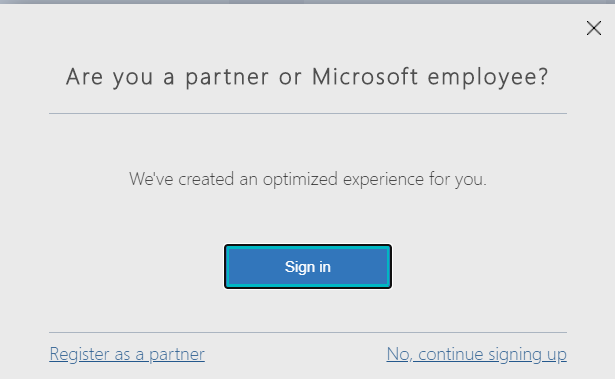 Are you a partner or Microsoft employee?
We've created an optimized experience for you.
Sign in
Register as a partner
No, continue signing up